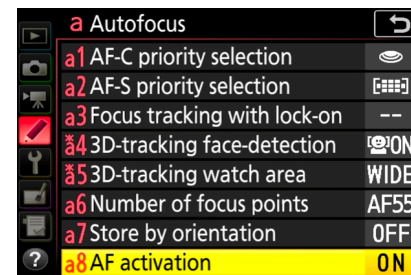 a Autofocus
a1 AF-C priority selection
a2 AF-S priority selection
a3 Focus tracking with lock-on --
*a4 3D-tracking face-detection ON
*a5 3D-tracking watch area WIDE
a6 Number of focus points AF55
a7 Store by orientation OFF
a8 AF activation ON
?